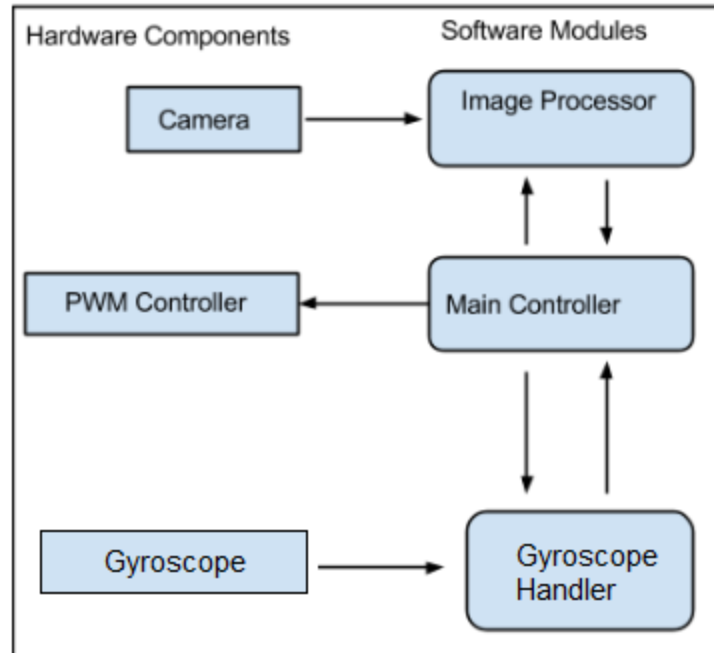 Hardware Components
Software Modules
Camera
Image Processor
PWM Controller
Main Controller
Gyroscope
Gyroscope
Handler